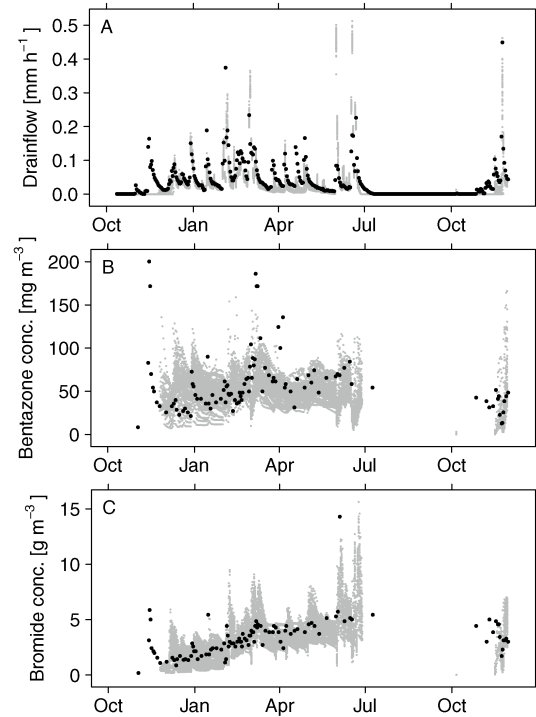 A
Drainflow [mm h⁻¹ ]
0.5
0.4
0.3
0.2
0.1
0.0
Oct Jan Apr Jul Oct
B
Bentazone conc. [mg m⁻³ ]
200
150
100
50
0
Oct Jan Apr Jul Oct
C
Bromide conc. [g m⁻³ ]
15
10
5
0
Oct Jan Apr Jul Oct